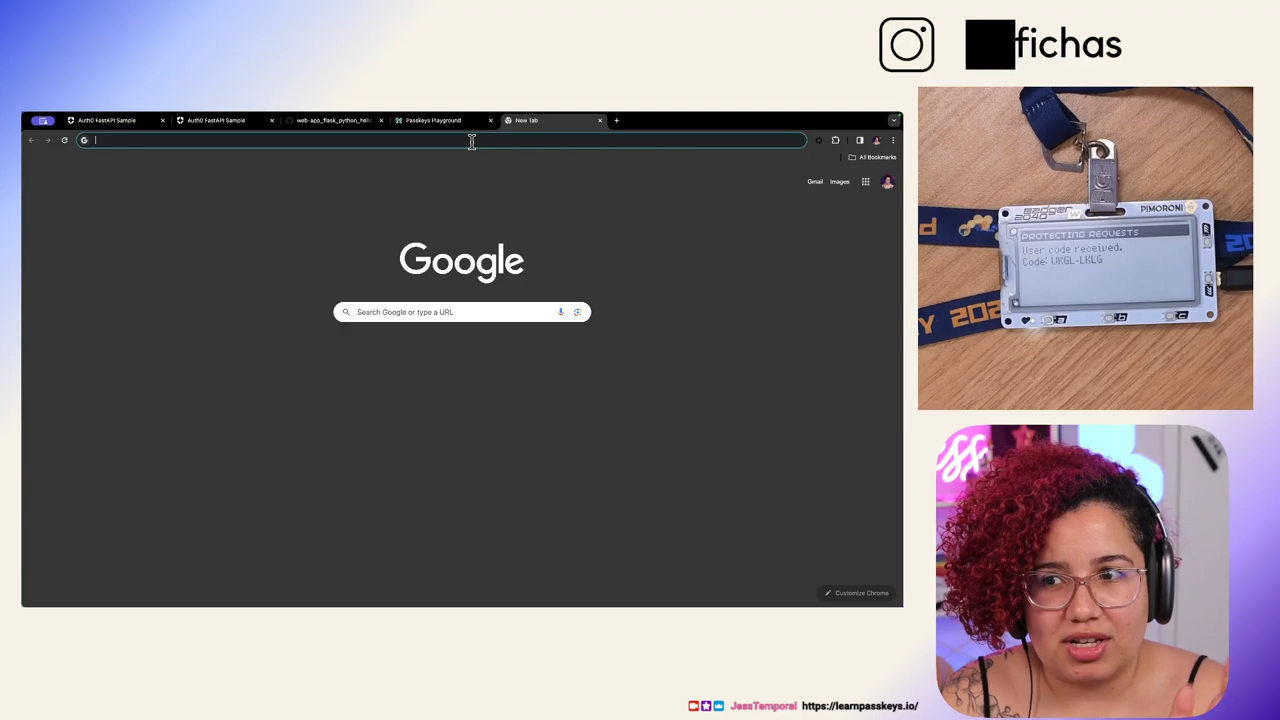 fichas
Auth0 FastAPI Sample
Auth0 FastAPI Sample
web-app_flask_python_hello
Passkeys Playground
New Tab
All Bookmarks
Gmail
Images
Google
Search Google or type a URL
Customize Chrome
badger
2040 W
PIMORONI
PROTECTING REQUESTS
User code received.
Code: WKGL-LKLG
a
b
c
JessTemporal https://learnpasskeys.io/